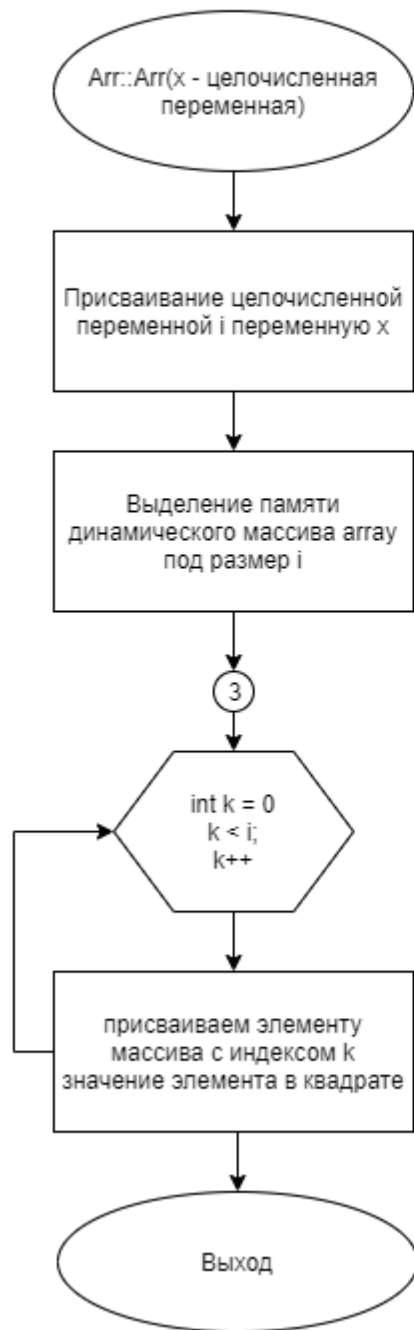 Arr::Arr(x - целочисленная
переменная)
Присваивание целочисленной
переменной i переменную x
Выделение памяти
динамического массива array
под размер i
3
int k = 0
k < i;
k++
присваиваем элементу
массива с индексом k
значение элемента в квадрате
Выход